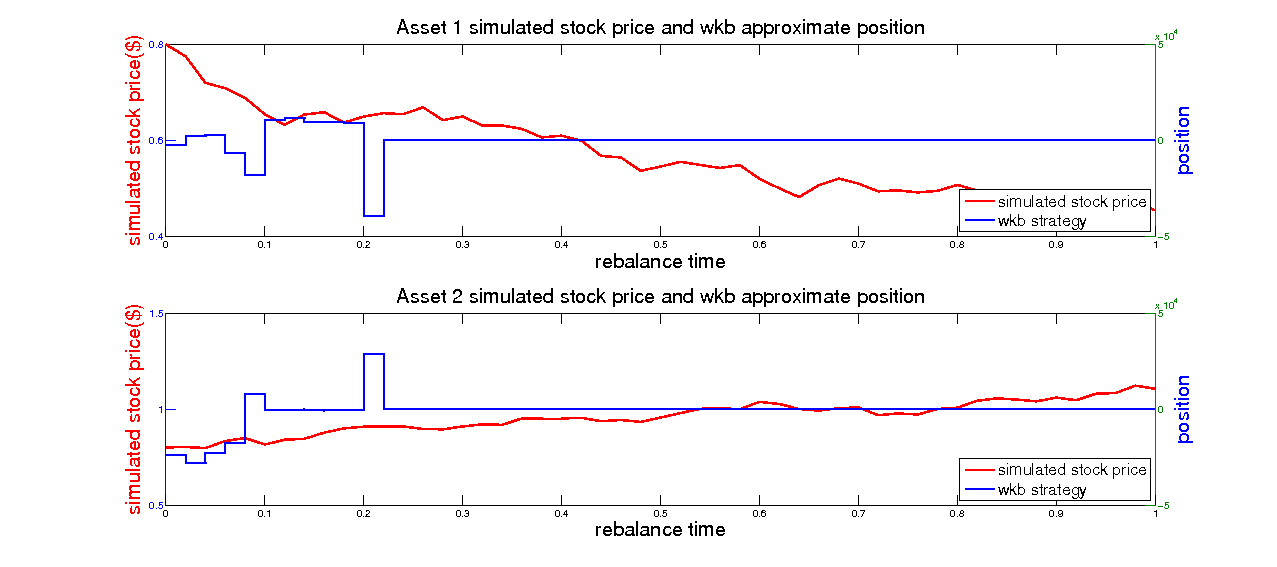 Asset 1 simulated stock price and wkb approximate position
x 10^4
simulated stock price($)
0.8
0.6
0.4
5
0
−5
position
simulated stock price
wkb strategy
0 0.1 0.2 0.3 0.4 0.5 0.6 0.7 0.8 0.9 1
rebalance time
Asset 2 simulated stock price and wkb approximate position
x 10^4
simulated stock price($)
1.5
1
0.5
5
0
−5
position
simulated stock price
wkb strategy
0 0.1 0.2 0.3 0.4 0.5 0.6 0.7 0.8 0.9 1
rebalance time